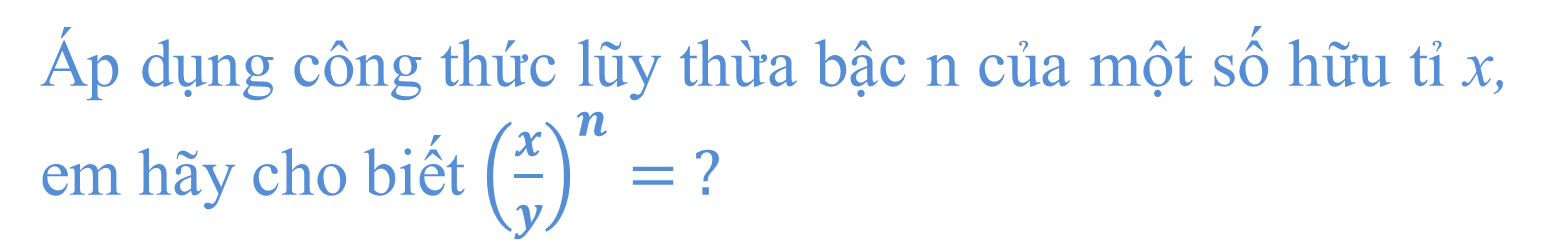 Áp dụng công thức lũy thừa bậc n của một số hữu tỉ x,
em hãy cho biết (x/y)^n = ?